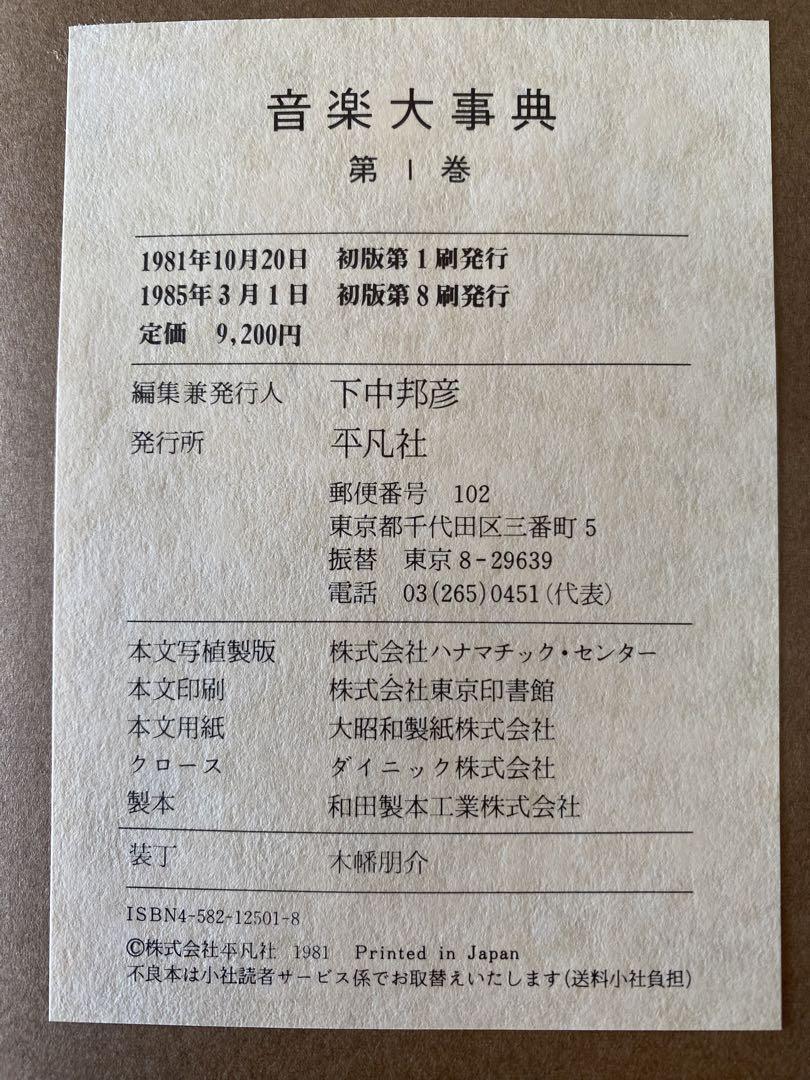 音楽大事典
第1巻
1981年10月20日 初版第1刷発行
1985年3月1日 初版第8刷発行
定価 9,200円
編集兼発行人 下中邦彦
発行所 平凡社
郵便番号 102
東京都千代田区三番町5
振替 東京8-29639
電話 03(265)0451(代表)
本文写植製版 株式会社ハナマチック・センター
本文印刷 株式会社東京印書館
本文用紙 大昭和製紙株式会社
クロース ダイニック株式会社
製本 和田製本工業株式会社
装丁 木幡朋介
ISBN4-582-12501-8
©株式会社平凡社 1981 Printed in Japan
不良本は小社読者サービス係でお取替えいたします(送料小社負担)